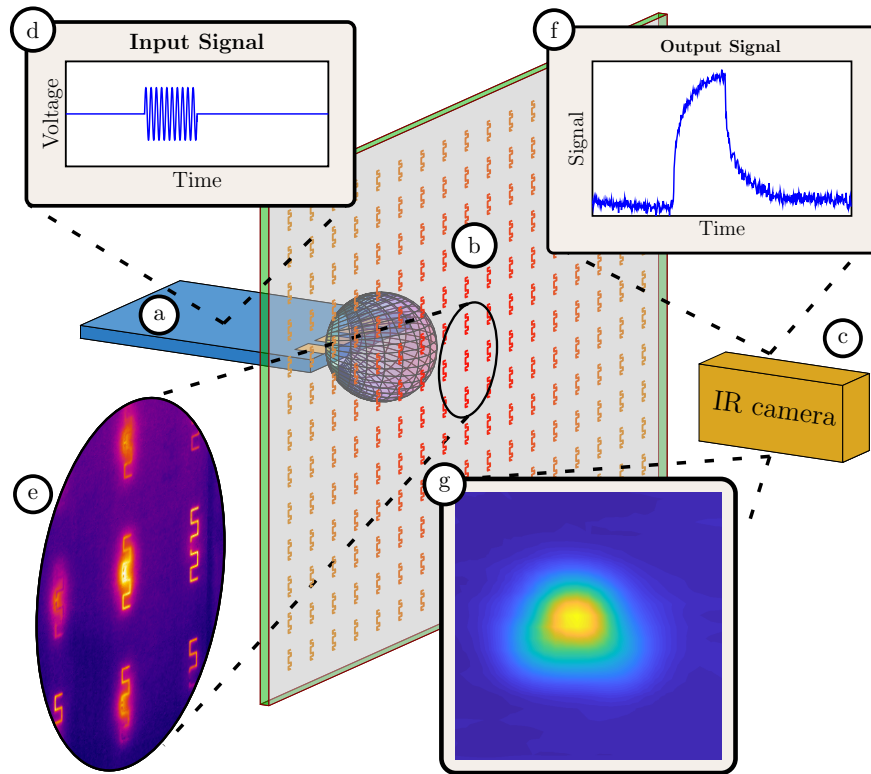 d
Input Signal
Voltage
Time
f
Output Signal
Signal
Time
b
a
c
IR camera
e
g